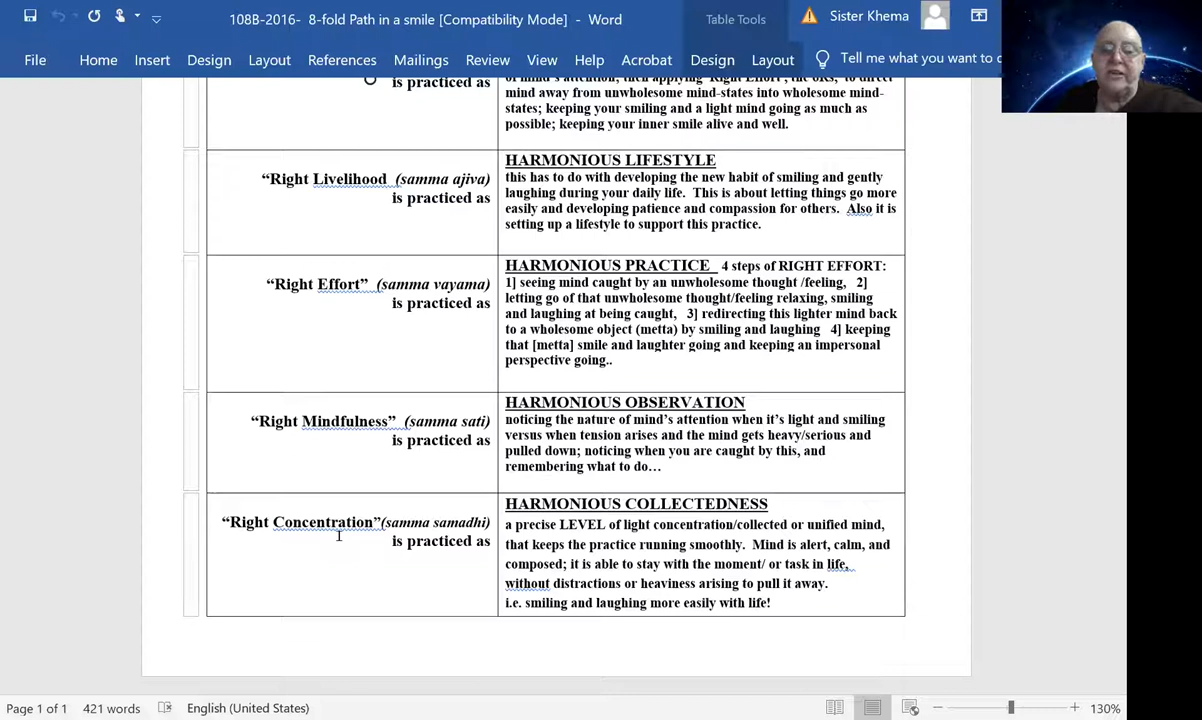 108B-2016-  8-fold Path in a smile [Compatibility Mode]  -  Word
Table Tools
Sister Khema
File Home Insert Design Layout References Mailings Review View Help Acrobat Design Layout Tell me what you want to
is practiced as
of mind's attention, then applying 'Right Effort', the 6Rs, to direct
mind away from unwholesome mind-states into wholesome mind-
states; keeping your smiling and a light mind going as much as
possible; keeping your inner smile alive and well.
“Right Livelihood  (samma ajiva)
is practiced as
HARMONIOUS LIFESTYLE
this has to do with developing the new habit of smiling and gently
laughing during your daily life.  This is about letting things go more
easily and developing patience and compassion for others.  Also it is
setting up a lifestyle to support this practice.
“Right Effort”  (samma vayama)
is practiced as
HARMONIOUS PRACTICE   4 steps of RIGHT EFFORT:
1] seeing mind caught by an unwholesome thought /feeling,   2]
letting go of that unwholesome thought/feeling relaxing, smiling
and laughing at being caught,   3] redirecting this lighter mind back
to a wholesome object (metta) by smiling and laughing   4] keeping
that [metta] smile and laughter going and keeping an impersonal
perspective going..
“Right Mindfulness”  (samma sati)
is practiced as
HARMONIOUS OBSERVATION
noticing the nature of mind's attention when it's light and smiling
versus when tension arises and the mind gets heavy/serious and
pulled down; noticing when you are caught by this, and
remembering what to do…
“Right Concentration”(samma samadhi)
is practiced as
HARMONIOUS COLLECTEDNESS
a precise LEVEL of light concentration/collected or unified mind,
that keeps the practice running smoothly.  Mind is alert, calm, and
composed; it is able to stay with the moment/ or task in life,
without distractions or heaviness arising to pull it away.
i.e. smiling and laughing more easily with life!
Page 1 of 1 421 words English (United States) 130%